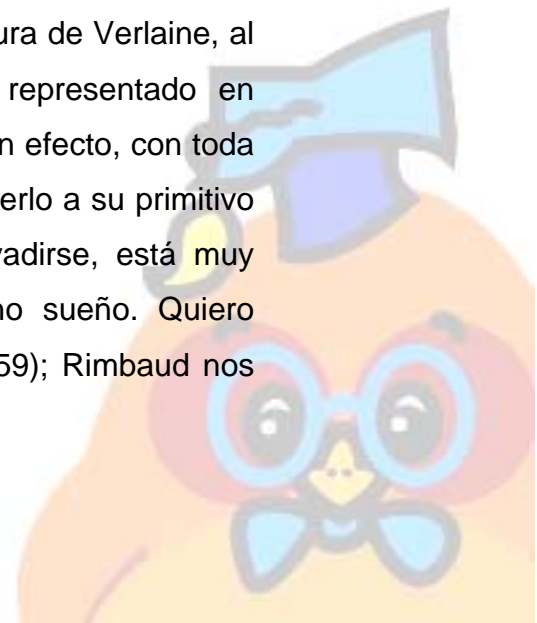 ura de Verlaine, al
representado en
n efecto, con toda
erlo a su primitivo
vadirse, está muy
no sueño. Quiero
59); Rimbaud nos